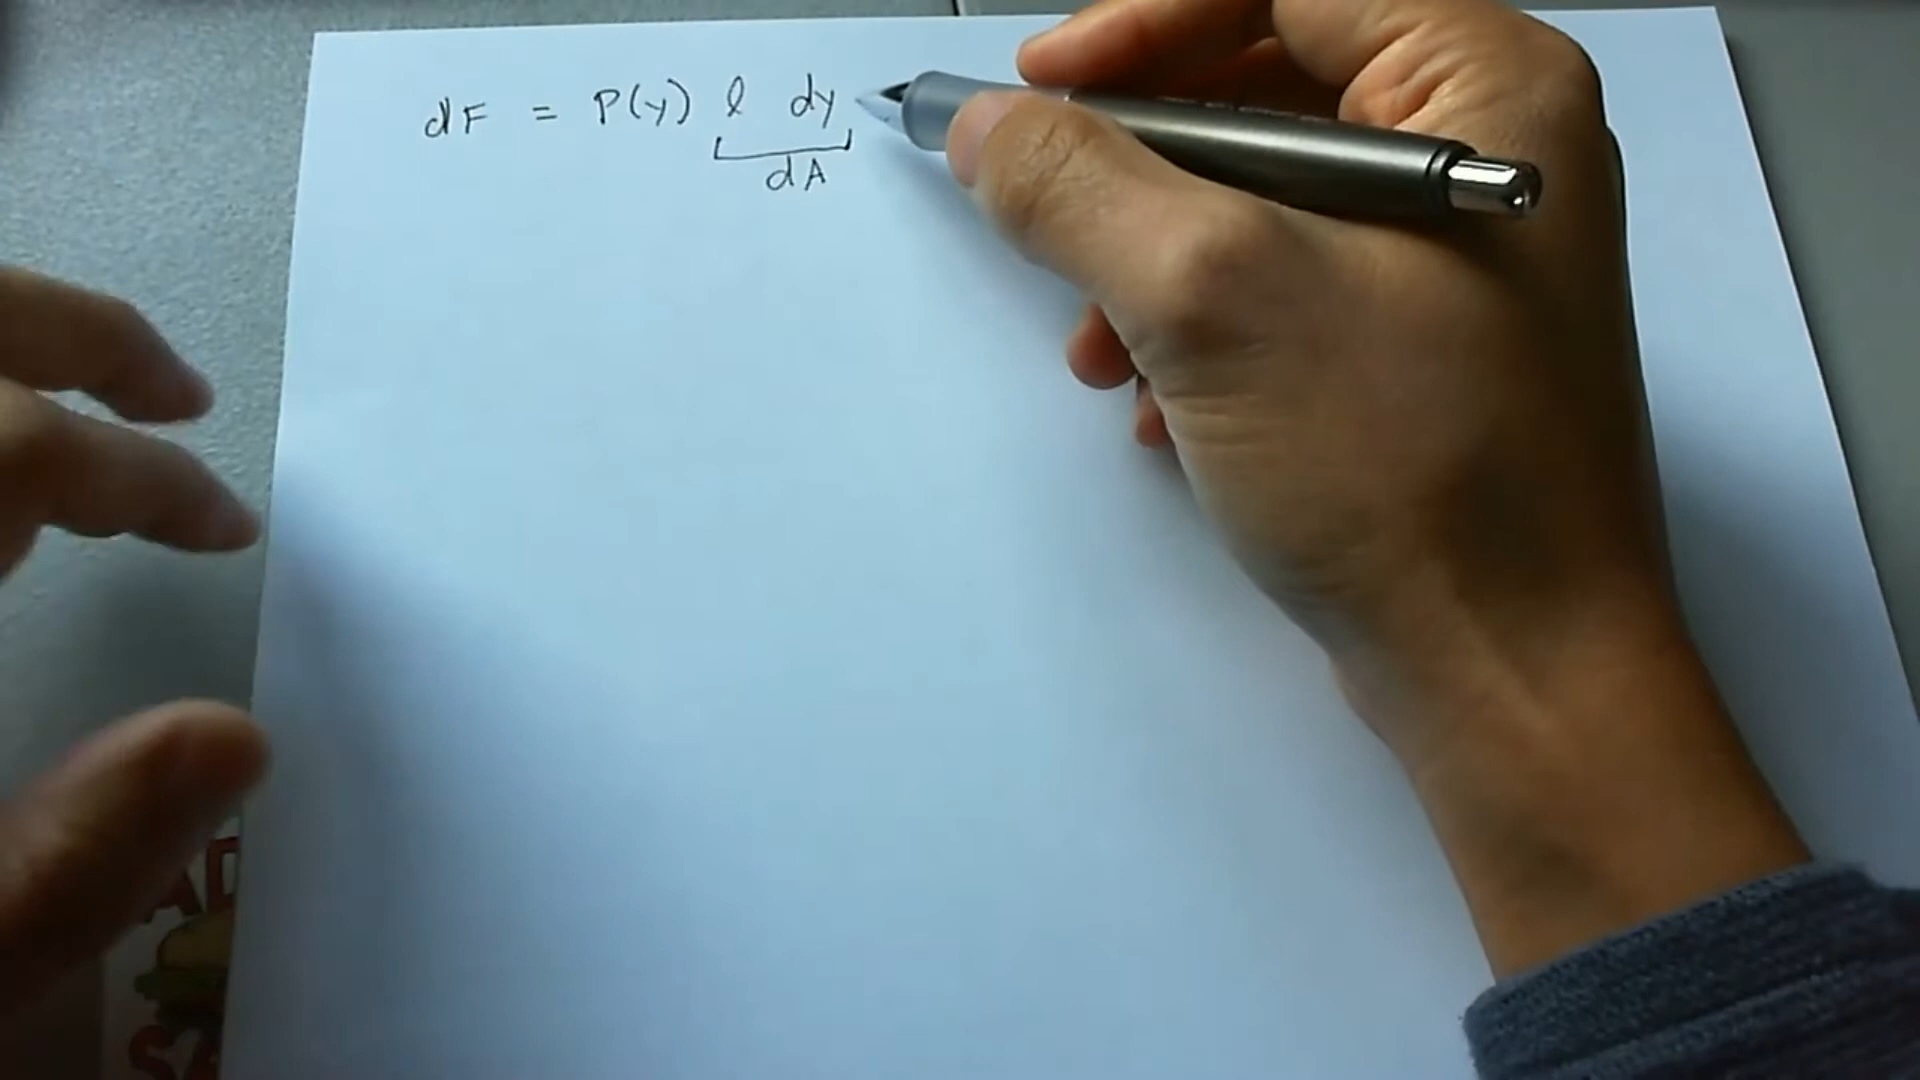 dF = P(y) l dy
dA